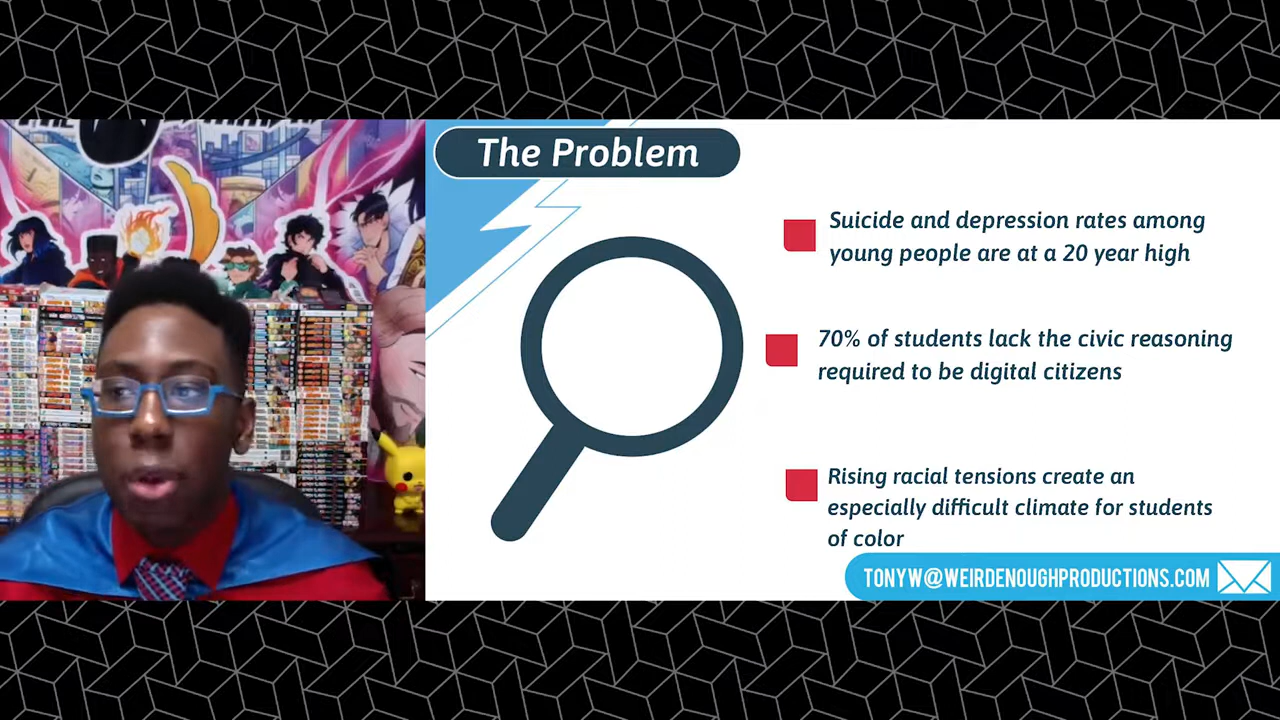 The Problem
Suicide and depression rates among
young people are at a 20 year high
70% of students lack the civic reasoning
required to be digital citizens
Rising racial tensions create an
especially difficult climate for students
of color
TONYW@WEIRDENOUGHPRODUCTIONS.COM